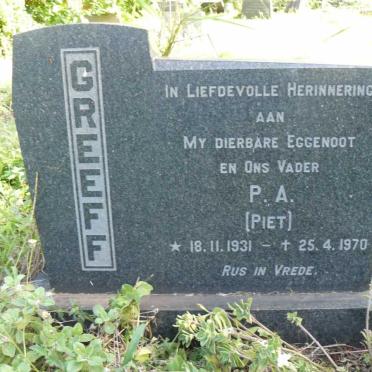 GREEFF
IN LIEFDEVOLLE HERINNERING
AAN
MY DIERBARE EGGENOOT
EN ONS VADER
P. A.
(PIET)
★ 18.11.1931 – ✝ 25.4.1970
RUS IN VREDE.